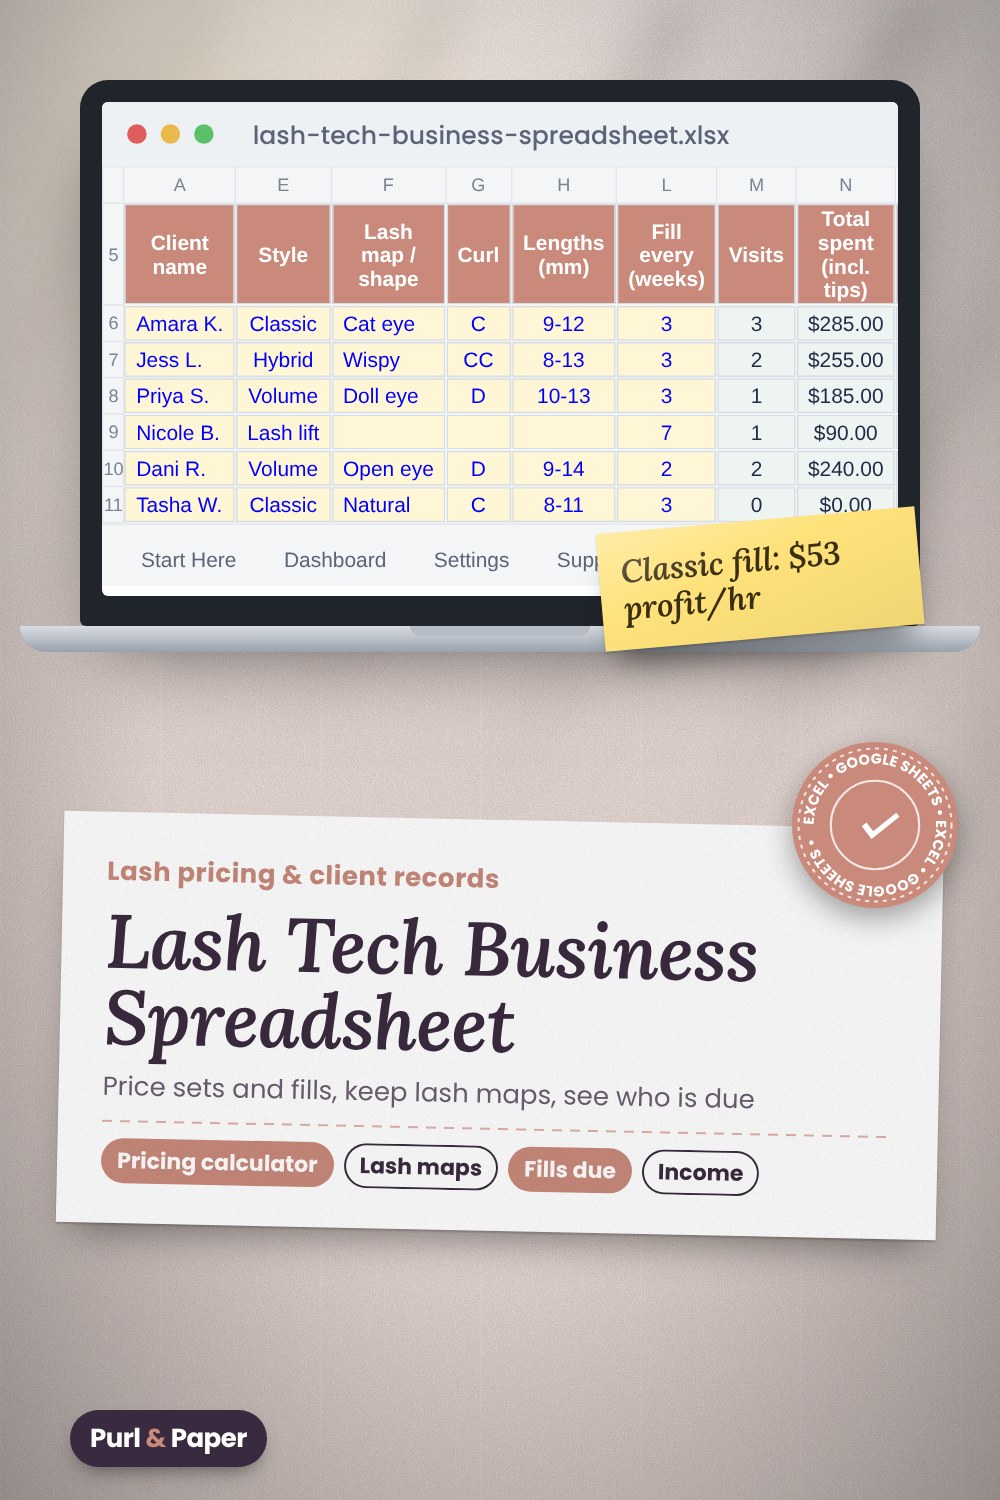 lash-tech-business-spreadsheet.xlsx
A E F G H L M N
5 Client name Style Lash map / shape Curl Lengths (mm) Fill every (weeks) Visits Total spent (incl. tips)
6 Amara K. Classic Cat eye C 9-12 3 3 $285.00
7 Jess L. Hybrid Wispy CC 8-13 3 2 $255.00
8 Priya S. Volume Doll eye D 10-13 3 1 $185.00
9 Nicole B. Lash lift 7 1 $90.00
10 Dani R. Volume Open eye D 9-14 2 2 $240.00
11 Tasha W. Classic Natural C 8-11 3 0 $0.00
Start Here Dashboard Settings
Classic fill: $53
profit/hr
EXCEL • GOOGLE SHEETS • EXCEL • GOOGLE SHEETS •
Lash pricing & client records
Lash Tech Business
Spreadsheet
Price sets and fills, keep lash maps, see who is due
Pricing calculator Lash maps Fills due Income
Purl & Paper